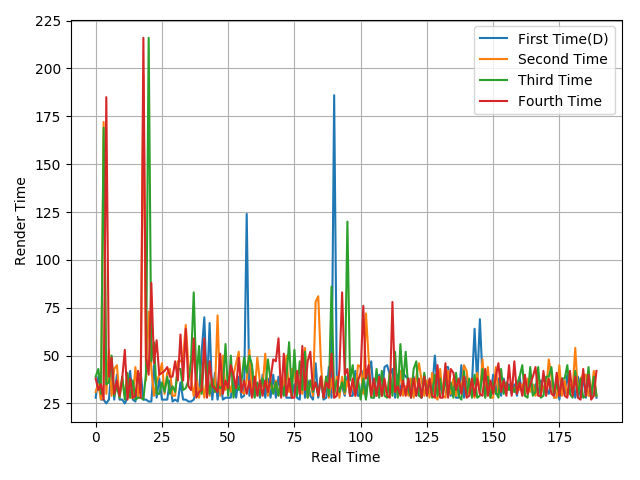 225
200
175
150
125
100
75
50
25
Render Time
0
25
50
75
100
125
150
175
Real Time
First Time(D)
Second Time
Third Time
Fourth Time